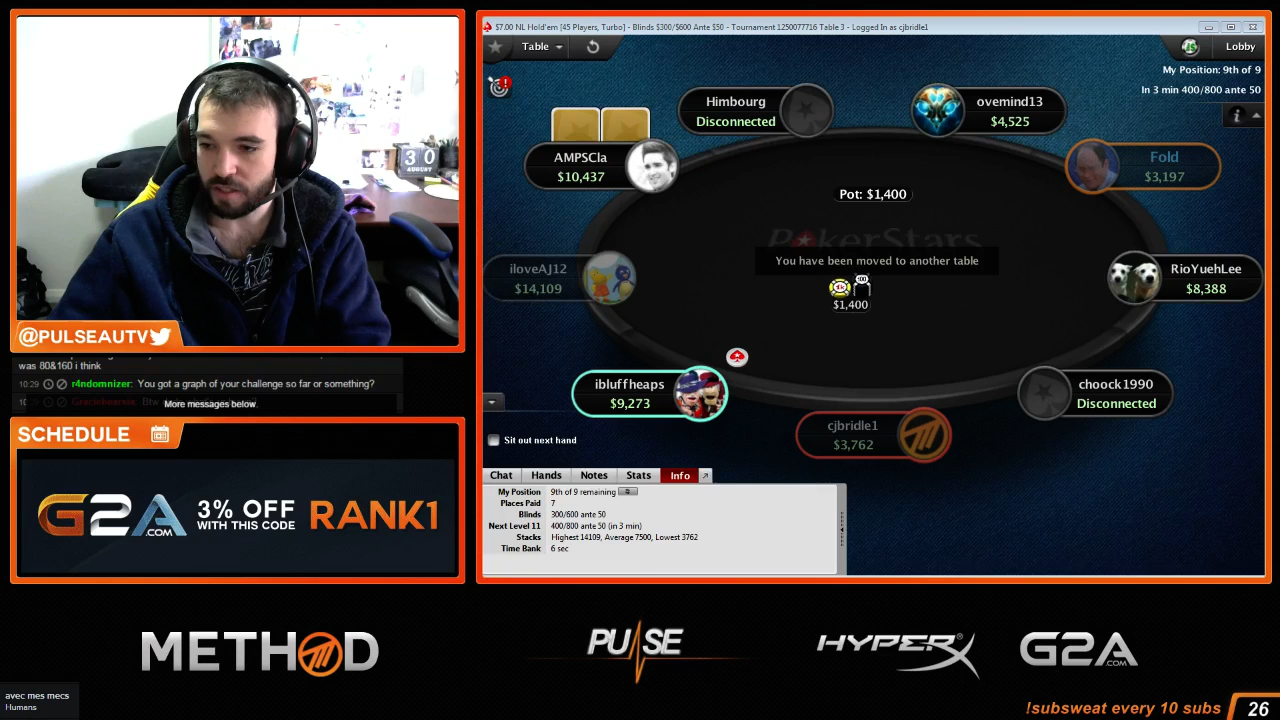 30
AUGUST
@PULSEAUTV
was 80&160 i think
10:29 r4ndomnizer: You got a graph of your challenge so far or something?
More messages below.
SCHEDULE
G2A
.COM
3% OFF
WITH THIS CODE
RANK1
$7.00 NL Hold'em [45 Players, Turbo] - Blinds $300/$600 Ante $50 - Tournament 1250077716 Table 3 - Logged In as cjbridle1
Table
Lobby
My Position: 9th of 9
In 3 min 400/800 ante 50
Himbourg
Disconnected
ovemind13
$4,525
AMPSCla
$10,437
Fold
$3,197
Pot: $1,400
PokerStars
You have been moved to another table
iloveAJ12
$14,109
RioYuehLee
$8,388
$1,400
ibluffheaps
$9,273
choock1990
Disconnected
cjbridle1
$3,762
Sit out next hand
Chat Hands Notes Stats Info
My Position 9th of 9 remaining
Places Paid 7
Blinds 300/600 ante 50
Next Level 11 400/800 ante 50 (in 3 min)
Stacks Highest 14109, Average 7500, Lowest 3762
Time Bank 6 sec
METHOD
PULSE
HYPERX
G2A
.COM
avec mes mecs
Humans
!subsweat every 10 subs
26